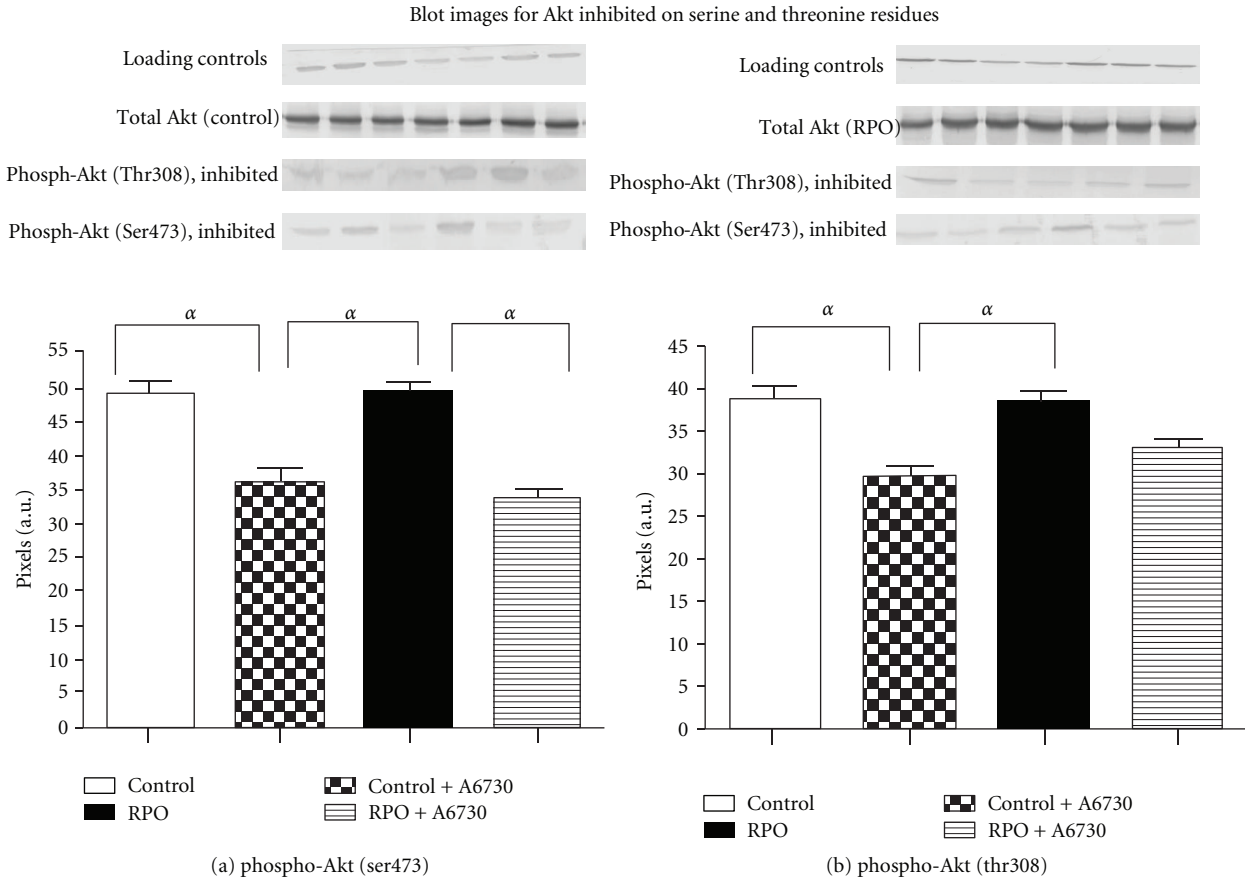 Blot images for Akt inhibited on serine and threonine residues
Loading controls
Total Akt (control)
Phosph-Akt (Thr308), inhibited
Phosph-Akt (Ser473), inhibited
Loading controls
Total Akt (RPO)
Phospho-Akt (Thr308), inhibited
Phospho-Akt (Ser473), inhibited
α
α
α
55
50
45
40
35
30
25
20
15
10
5
0
Pixels (a.u.)
Control
RPO
Control + A6730
RPO + A6730
(a) phospho-Akt (ser473)
α
α
45
40
35
30
25
20
15
10
5
0
Pixels (a.u.)
Control
RPO
Control + A6730
RPO + A6730
(b) phospho-Akt (thr308)